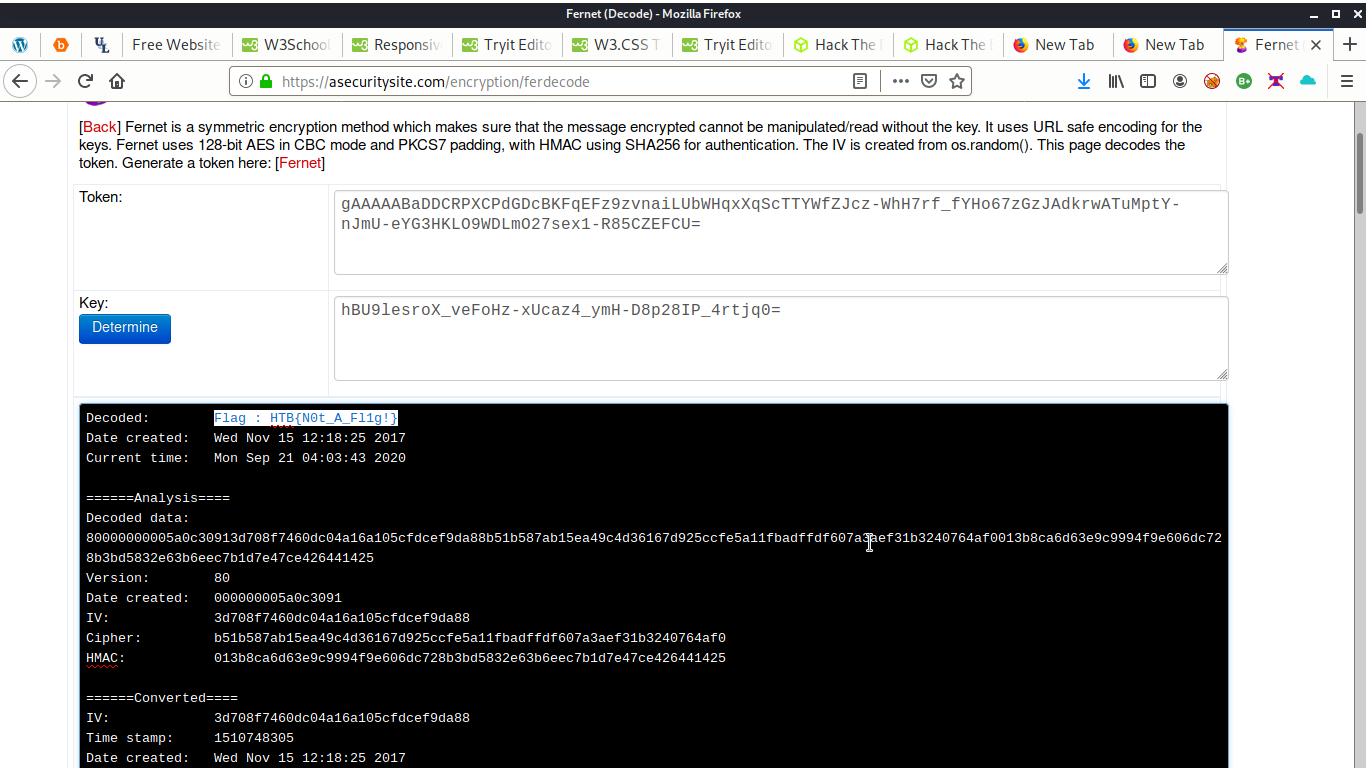 Fernet (Decode) - Mozilla Firefox
Free Website
W3School
Responsiv
Tryit Edito
W3.CSS T
Tryit Edito
Hack The
Hack The
New Tab
New Tab
Fernet
https://asecuritysite.com/encryption/ferdecode
[Back] Fernet is a symmetric encryption method which makes sure that the message encrypted cannot be manipulated/read without the key. It uses URL safe encoding for the
keys. Fernet uses 128-bit AES in CBC mode and PKCS7 padding, with HMAC using SHA256 for authentication. The IV is created from os.random(). This page decodes the
token. Generate a token here: [Fernet]
Token:
gAAAAABaDDCRPXCPdGDcBKFqEFz9zvnaiLUbWHqxXqScTTYWfZJcz-WhH7rf_fYHo67zGzJAdkrwATuMptY-
nJmU-eYG3HKLO9WDLmO27sex1-R85CZEFCU=
Key:
Determine
hBU9lesroX_veFoHz-xUcaz4_ymH-D8p28IP_4rtjq0=
Decoded: Flag : HTB{N0t_A_Fl1g!}
Date created: Wed Nov 15 12:18:25 2017
Current time: Mon Sep 21 04:03:43 2020
======Analysis====
Decoded data:
80000000005a0c30913d708f7460dc04a16a105cfdcef9da88b51b587ab15ea49c4d36167d925ccfe5a11fbadffdf607a3aef31b3240764af0013b8ca6d63e9c9994f9e606dc72
8b3bd5832e63b6eec7b1d7e47ce426441425
Version: 80
Date created: 000000005a0c3091
IV: 3d708f7460dc04a16a105cfdcef9da88
Cipher: b51b587ab15ea49c4d36167d925ccfe5a11fbadffdf607a3aef31b3240764af0
HMAC: 013b8ca6d63e9c9994f9e606dc728b3bd5832e63b6eec7b1d7e47ce426441425
======Converted====
IV: 3d708f7460dc04a16a105cfdcef9da88
Time stamp: 1510748305
Date created: Wed Nov 15 12:18:25 2017